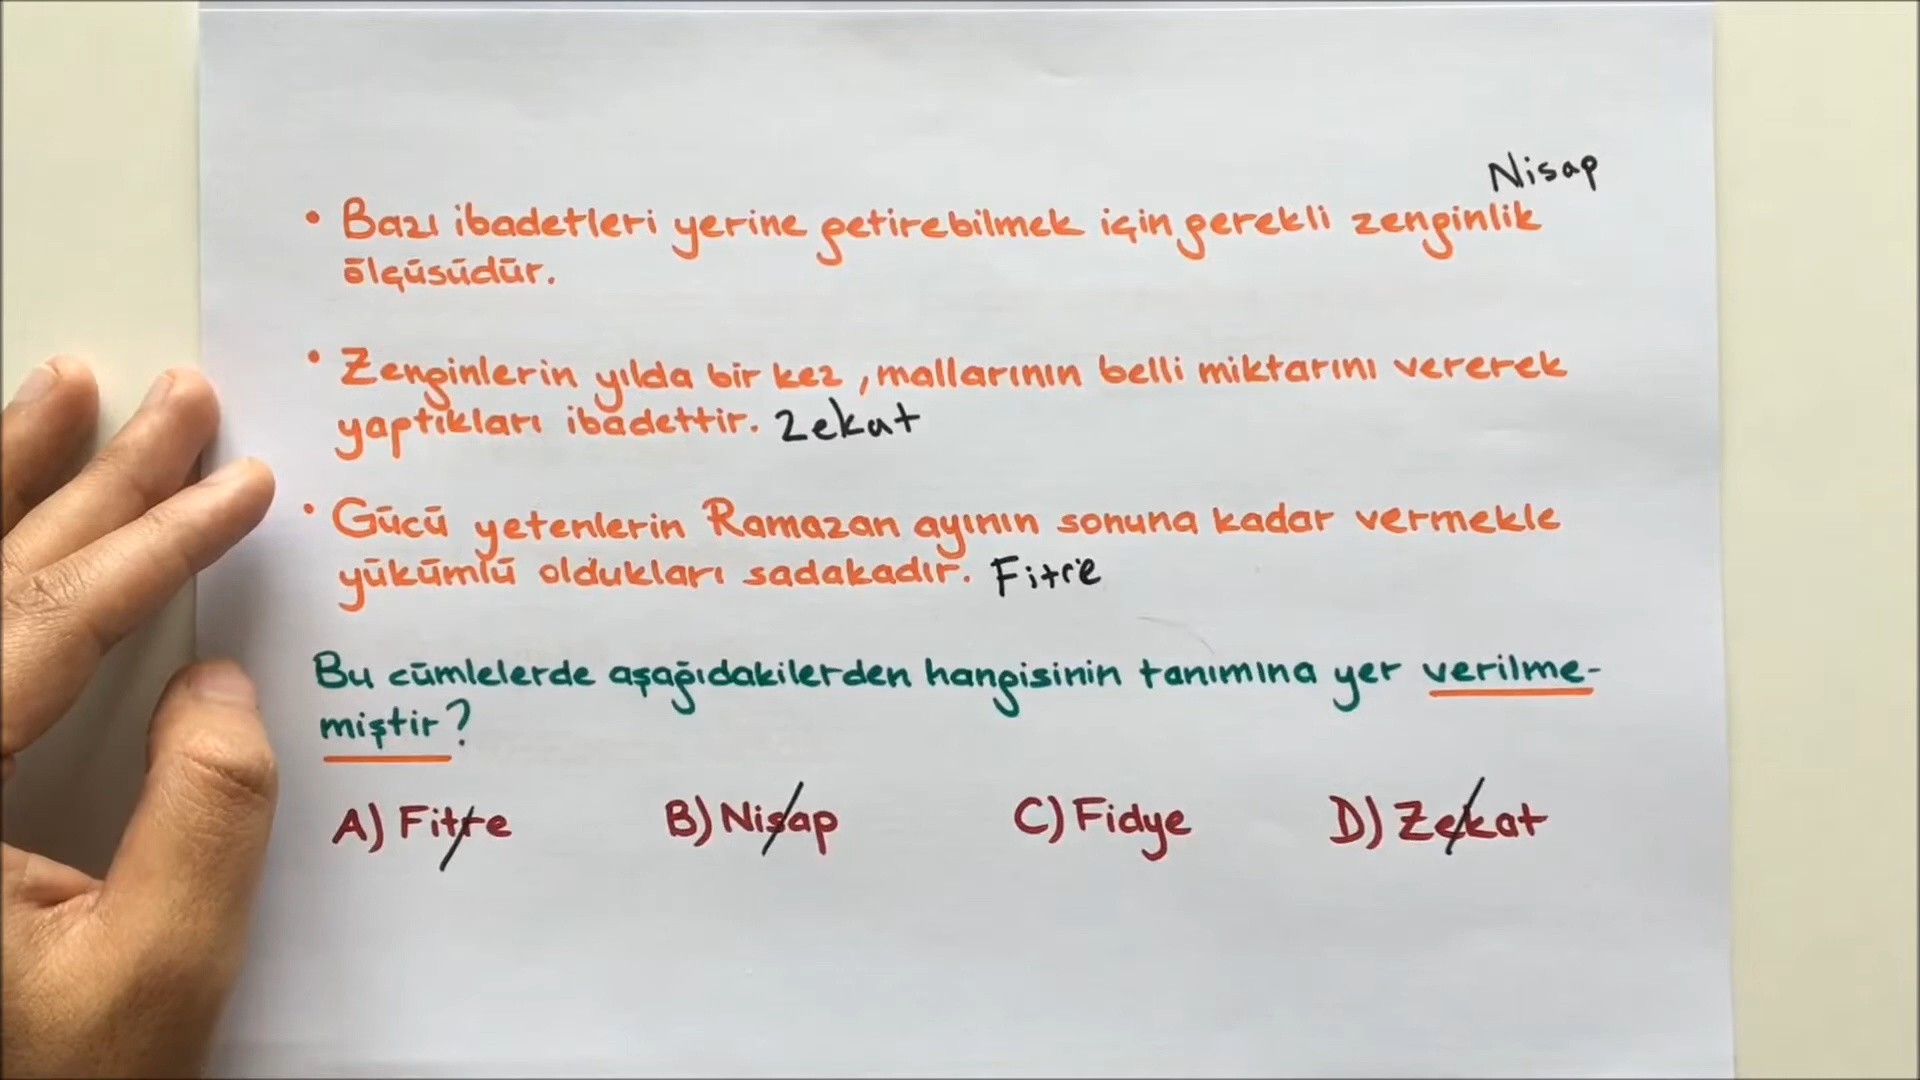 Nisap
• Bazı ibadetleri yerine getirebilmek için gerekli zenginlik
ölçüsüdür.
• Zenginlerin yılda bir kez, mallarının belli miktarını vererek
yaptıkları ibadettir. Zekat
• Gücü yetenlerin Ramazan ayının sonuna kadar vermekle
yükümlü oldukları sadakadır. Fitre
Bu cümlelerde aşağıdakilerden hangisinin tanımına yer verilme-
miştir?
A) Fitre B) Nisap C) Fidye D) Zekat